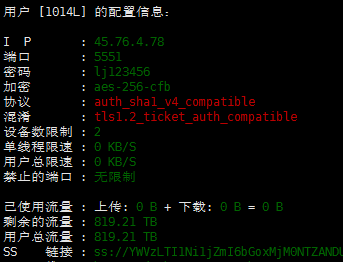 用户 [1014L] 的配置信息:
I P : 45.76.4.78
端口 : 5551
密码 : lj123456
加密 : aes-256-cfb
协议 : auth_sha1_v4_compatible
混淆 : tls1.2_ticket_auth_compatible
设备数限制 : 2
单线程限速 : 0 KB/S
用户总限速 : 0 KB/S
禁止的端口 : 无限制
已使用流量 : 上传: 0 B + 下载: 0 B = 0 B
剩余的流量 : 819.21 TB
用户总流量 : 819.21 TB
SS 链接 :